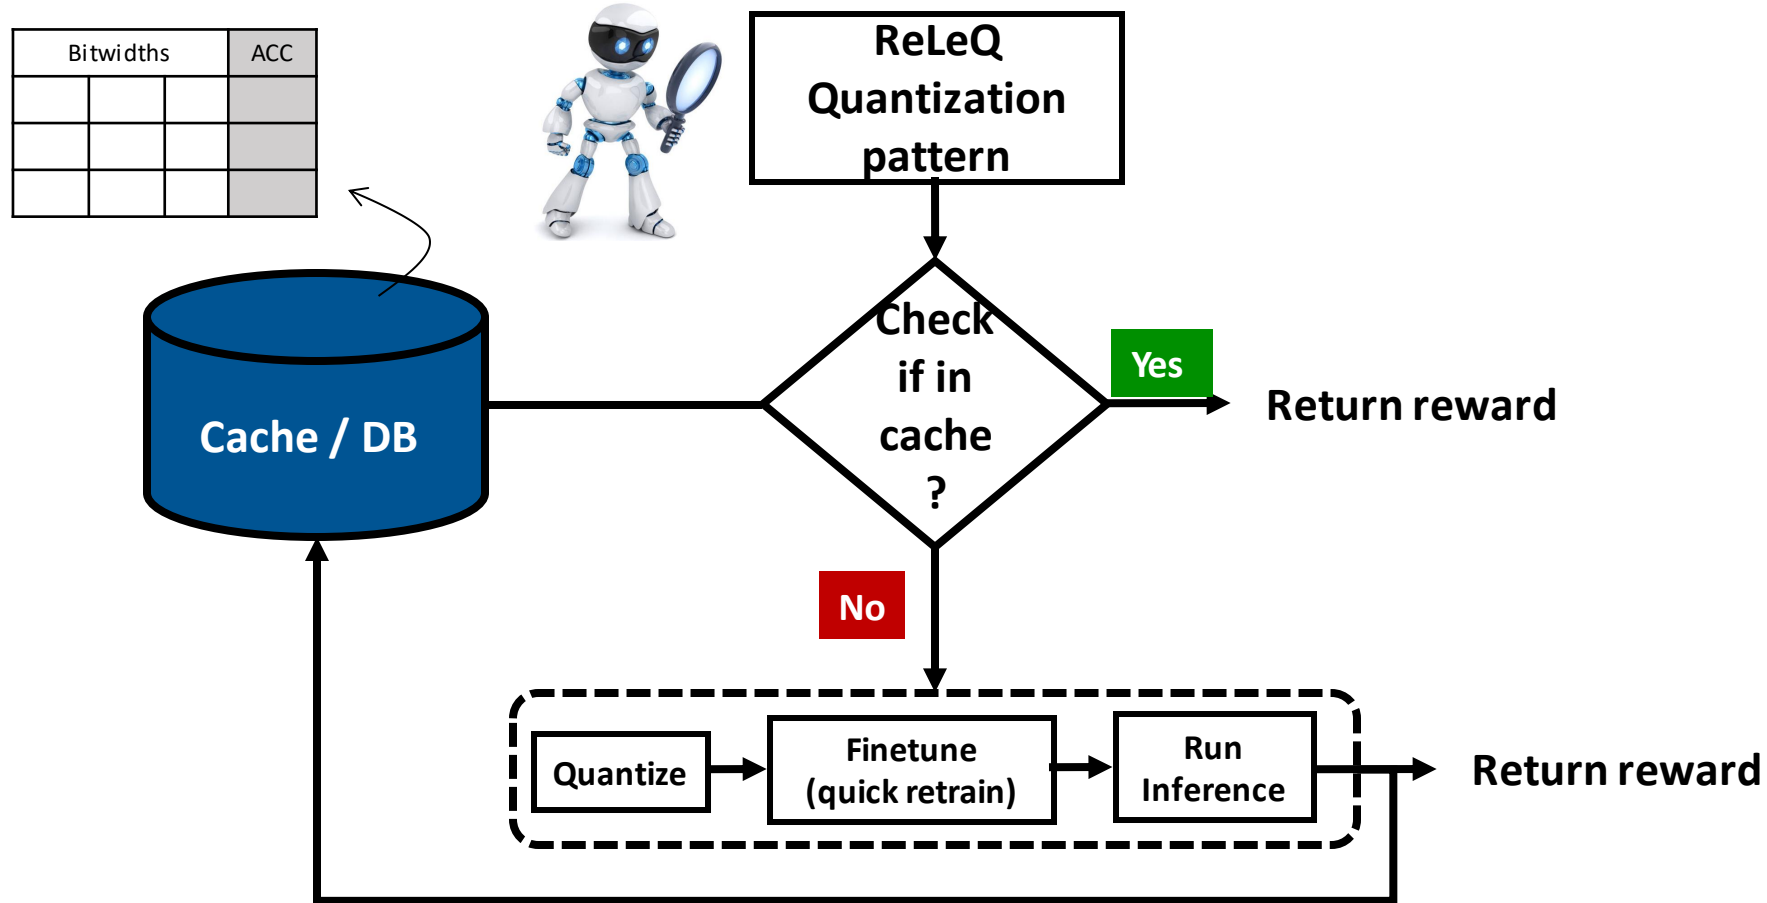 Bitwidths ACC
ReLeQ
Quantization
pattern
Check
if in
cache
?
Yes
Return reward
Cache / DB
No
Quantize
Finetune
(quick retrain)
Run
Inference
Return reward